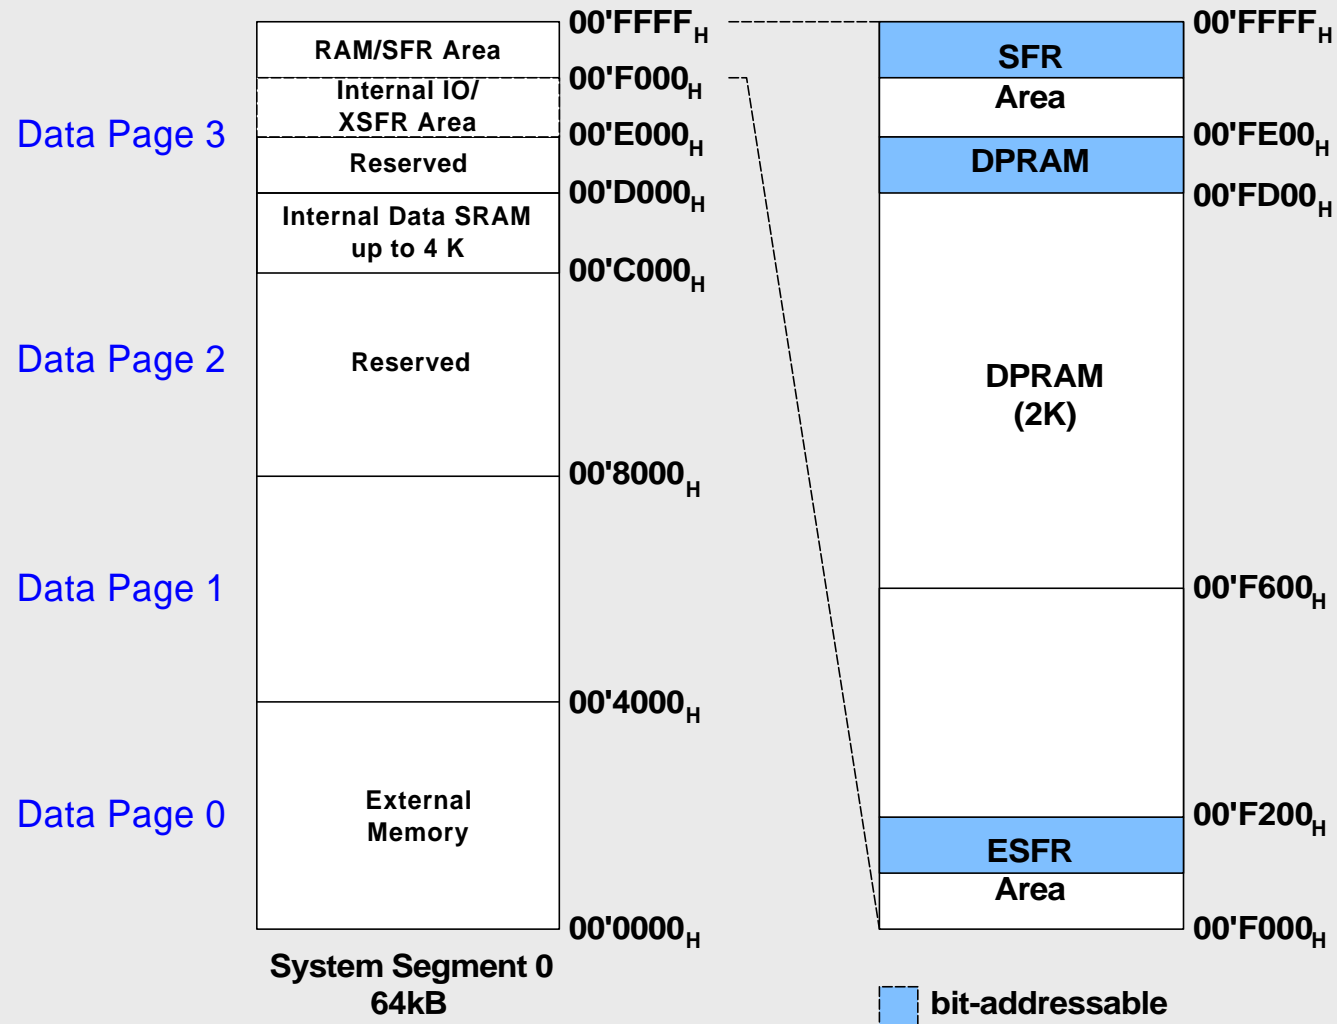 00'FFFFH
RAM/SFR Area
00'F000H
Internal IO/
XSFR Area
Data Page 3
00'E000H
Reserved
00'D000H
Internal Data SRAM
up to 4 K
00'C000H
Data Page 2
Reserved
00'8000H
Data Page 1
00'4000H
Data Page 0
External
Memory
00'0000H
System Segment 0
64kB
00'FFFFH
SFR
Area
00'FE00H
DPRAM
00'FD00H
DPRAM
(2K)
00'F600H
00'F200H
ESFR
Area
00'F000H
bit-addressable